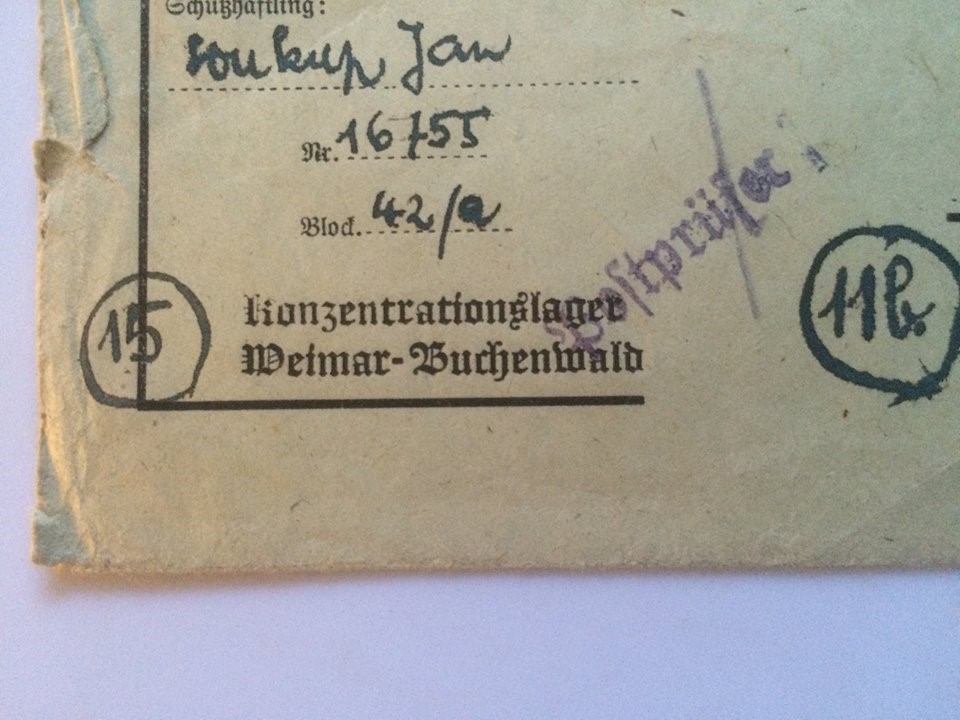 Schutzhäftling:
Soukup Jan
Nr. 16755
Block. 42/a
15
Konzentrationslager
Weimar-Buchenwald
Postprüfer
11b.